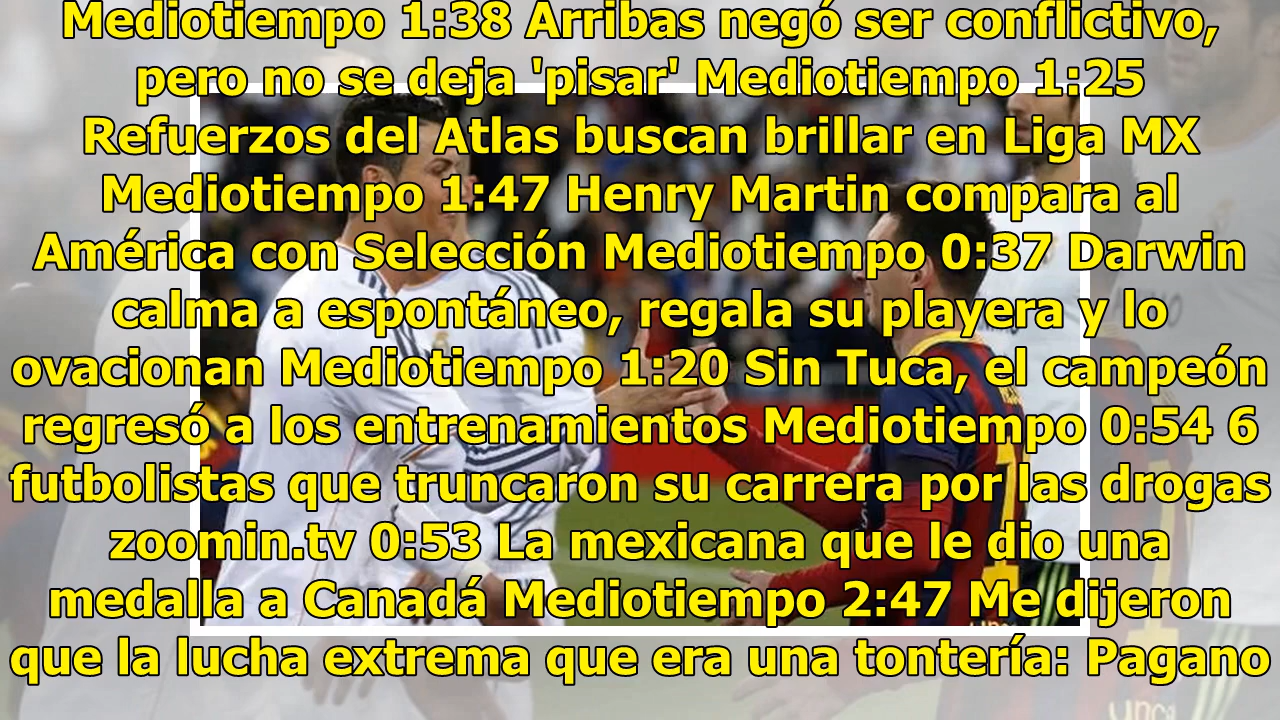 Mediotiempo 1:38 Arribas negó ser conflictivo,
pero no se deja 'pisar' Mediotiempo 1:25
Refuerzos del Atlas buscan brillar en Liga MX
Mediotiempo 1:47 Henry Martin compara al
América con Selección Mediotiempo 0:37 Darwin
calma a espontáneo, regala su playera y lo
ovacionan Mediotiempo 1:20 Sin Tuca, el campeón
regresó a los entrenamientos Mediotiempo 0:54 6
futbolistas que truncaron su carrera por las drogas
zoomin.tv 0:53 La mexicana que le dio una
medalla a Canadá Mediotiempo 2:47 Me dijeron
que la lucha extrema que era una tontería: Pagano